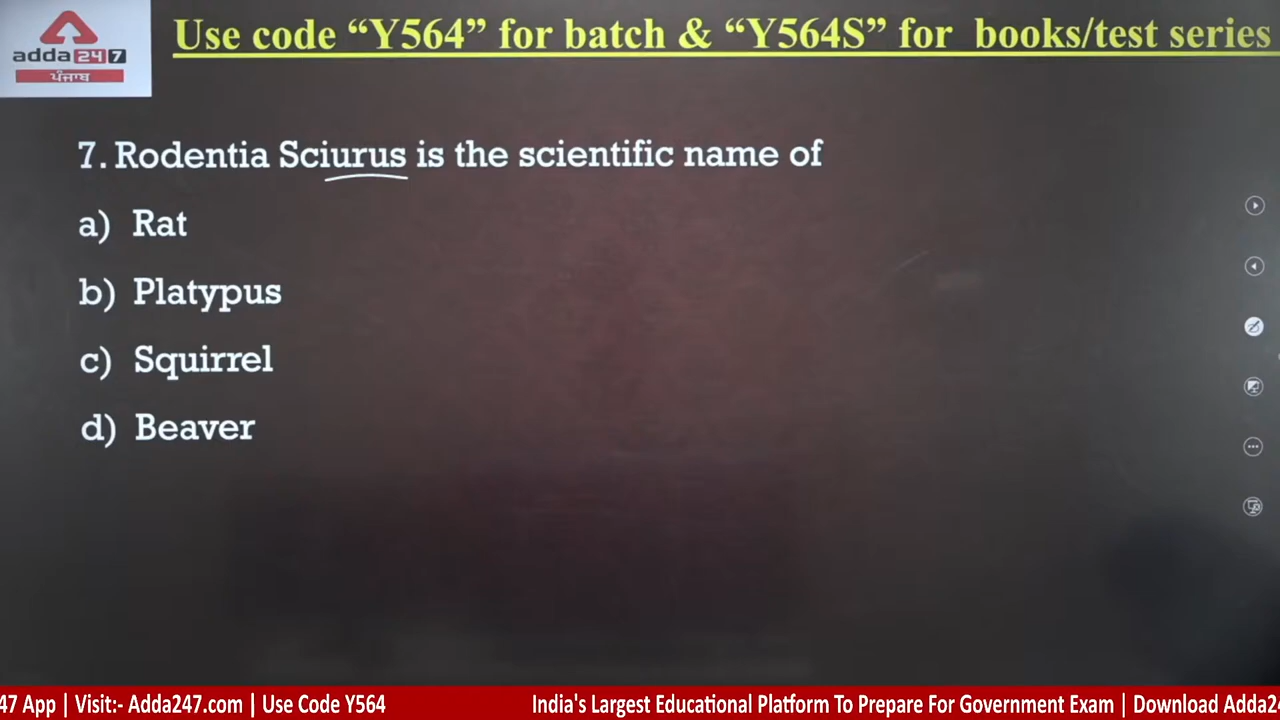 Use code “Y564” for batch & “Y564S” for books/test series
adda247
ਪੰਜਾਬ
7. Rodentia Sciurus is the scientific name of
a) Rat
b) Platypus
c) Squirrel
d) Beaver
47 App | Visit:- Adda247.com | Use Code Y564 India's Largest Educational Platform To Prepare For Government Exam | Download Adda24